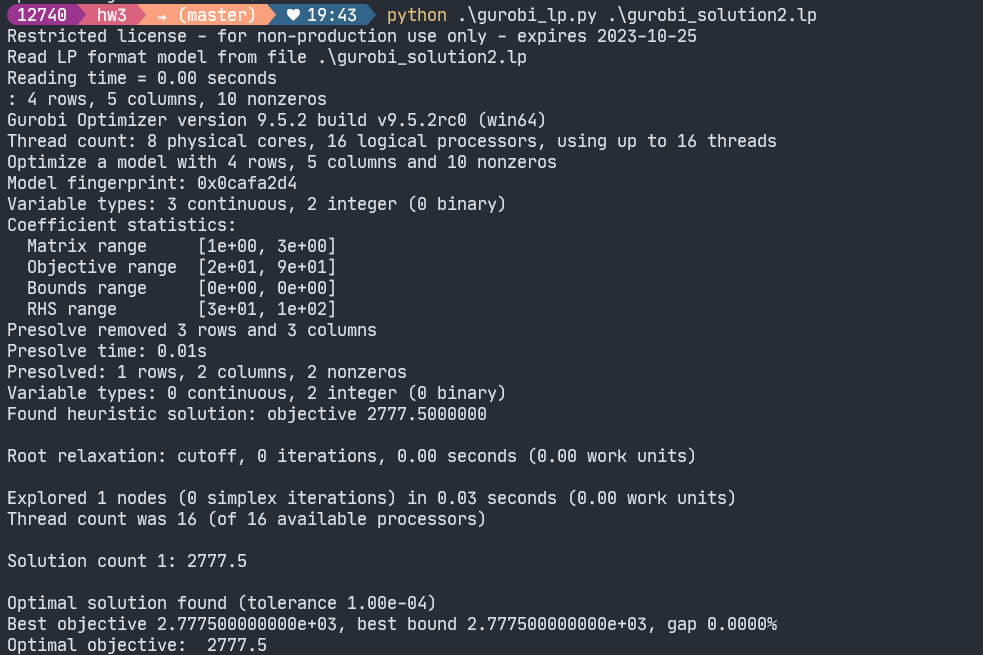 12740 hw3 → (master) ♥ 19:43 python .\gurobi_lp.py .\gurobi_solution2.lp
Restricted license - for non-production use only - expires 2023-10-25
Read LP format model from file .\gurobi_solution2.lp
Reading time = 0.00 seconds
: 4 rows, 5 columns, 10 nonzeros
Gurobi Optimizer version 9.5.2 build v9.5.2rc0 (win64)
Thread count: 8 physical cores, 16 logical processors, using up to 16 threads
Optimize a model with 4 rows, 5 columns and 10 nonzeros
Model fingerprint: 0x0cafa2d4
Variable types: 3 continuous, 2 integer (0 binary)
Coefficient statistics:
  Matrix range     [1e+00, 3e+00]
  Objective range  [2e+01, 9e+01]
  Bounds range     [0e+00, 0e+00]
  RHS range        [3e+01, 1e+02]
Presolve removed 3 rows and 3 columns
Presolve time: 0.01s
Presolved: 1 rows, 2 columns, 2 nonzeros
Variable types: 0 continuous, 2 integer (0 binary)
Found heuristic solution: objective 2777.5000000
Root relaxation: cutoff, 0 iterations, 0.00 seconds (0.00 work units)
Explored 1 nodes (0 simplex iterations) in 0.03 seconds (0.00 work units)
Thread count was 16 (of 16 available processors)
Solution count 1: 2777.5
Optimal solution found (tolerance 1.00e-04)
Best objective 2.777500000000e+03, best bound 2.777500000000e+03, gap 0.0000%
Optimal objective:  2777.5